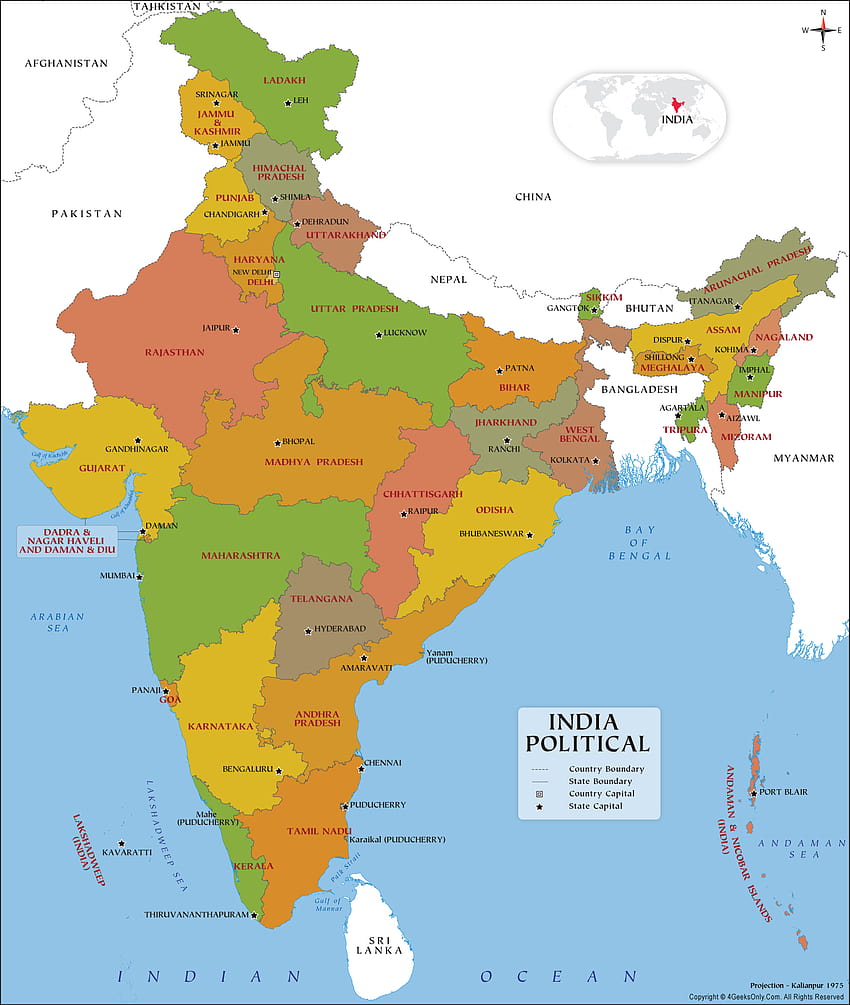 TAJIKISTAN
N
W
E
S
AFGHANISTAN
LADAKH
SRINAGAR
LEH
JAMMU
&
KASHMIR
JAMMU
INDIA
HIMACHAL
PRADESH
PUNJAB
SHIMLA
CHINA
PAKISTAN
CHANDIGARH
DEHRADUN
UTTARAKHAND
HARYANA
NEW DELHI
DELHI
NEPAL
ARUNACHAL PRADESH
SIKKIM
GANGTOK
BHUTAN
ITANAGAR
UTTAR PRADESH
JAIPUR
LUCKNOW
ASSAM
DISPUR
NAGALAND
KOHIMA
RAJASTHAN
SHILLONG
MEGHALAYA
PATNA
BIHAR
IMPHAL
BANGLADESH
MANIPUR
AGARTALA
AIZAWL
TRIPURA
MIZORAM
JHARKHAND
WEST
BENGAL
RANCHI
KOLKATA
MYANMAR
GANDHINAGAR
BHOPAL
Gulf of Kachchh
GUJARAT
MADHYA PRADESH
Gulf of Khambhat
CHHATTISGARH
RAIPUR
ODISHA
BHUBANESWAR
DAMAN
DADRA &
NAGAR HAVELI
AND DAMAN & DIU
BAY
OF
BENGAL
MAHARASHTRA
MUMBAI
TELANGANA
ARABIAN
SEA
HYDERABAD
Yanam
(PUDUCHERRY)
AMARAVATI
PANAJI
GOA
ANDHRA
PRADESH
KARNATAKA
INDIA
POLITICAL
Country Boundary
State Boundary
Country Capital
State Capital
BENGALURU
CHENNAI
PORT BLAIR
ANDAMAN & NICOBAR ISLANDS
(INDIA)
ANDAMAN
SEA
LAKSHADWEEP SEA
Mahe
(PUDUCHERRY)
PUDUCHERRY
TAMIL NADU
Karaikal (PUDUCHERRY)
LAKSHADWEEP
(INDIA)
KAVARATTI
KERALA
Palk Strait
Gulf of
Mannar
THIRUVANANTHAPURAM
SRI
LANKA
INDIAN OCEAN
Projection - Kalianpur 1975
Copyright © 4GeeksOnly.Com. All Rights Reserved